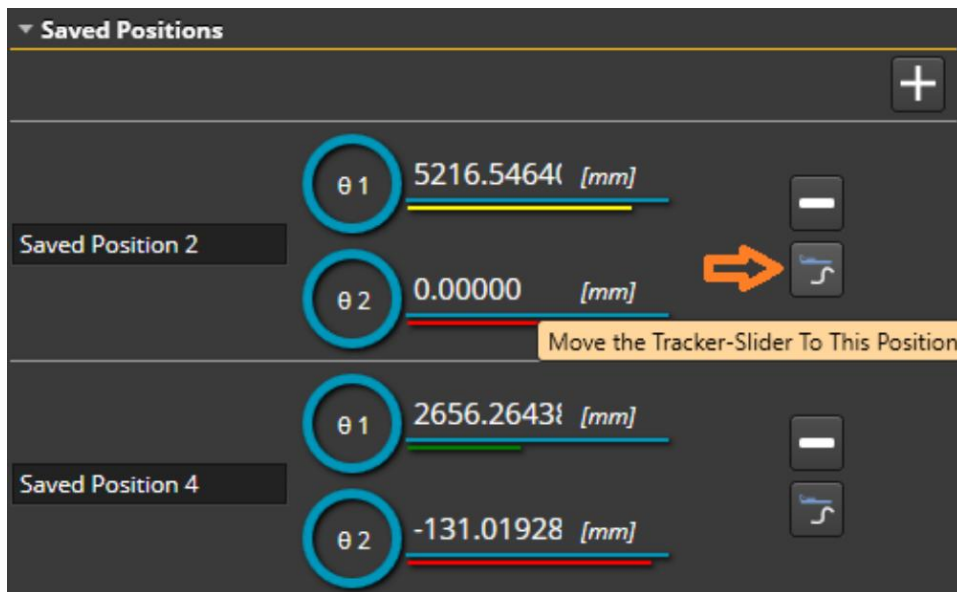 Saved Positions
θ 1 5216.5464( [mm]
Saved Position 2
θ 2 0.00000 [mm]
Move the Tracker-Slider To This Position
θ 1 2656.2643 [mm]
Saved Position 4
θ 2 -131.01928 [mm]